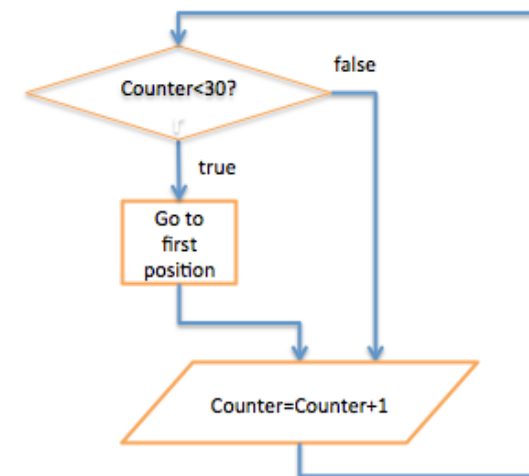 Counter<30?
false
true
Go to
first
position
Counter=Counter+1